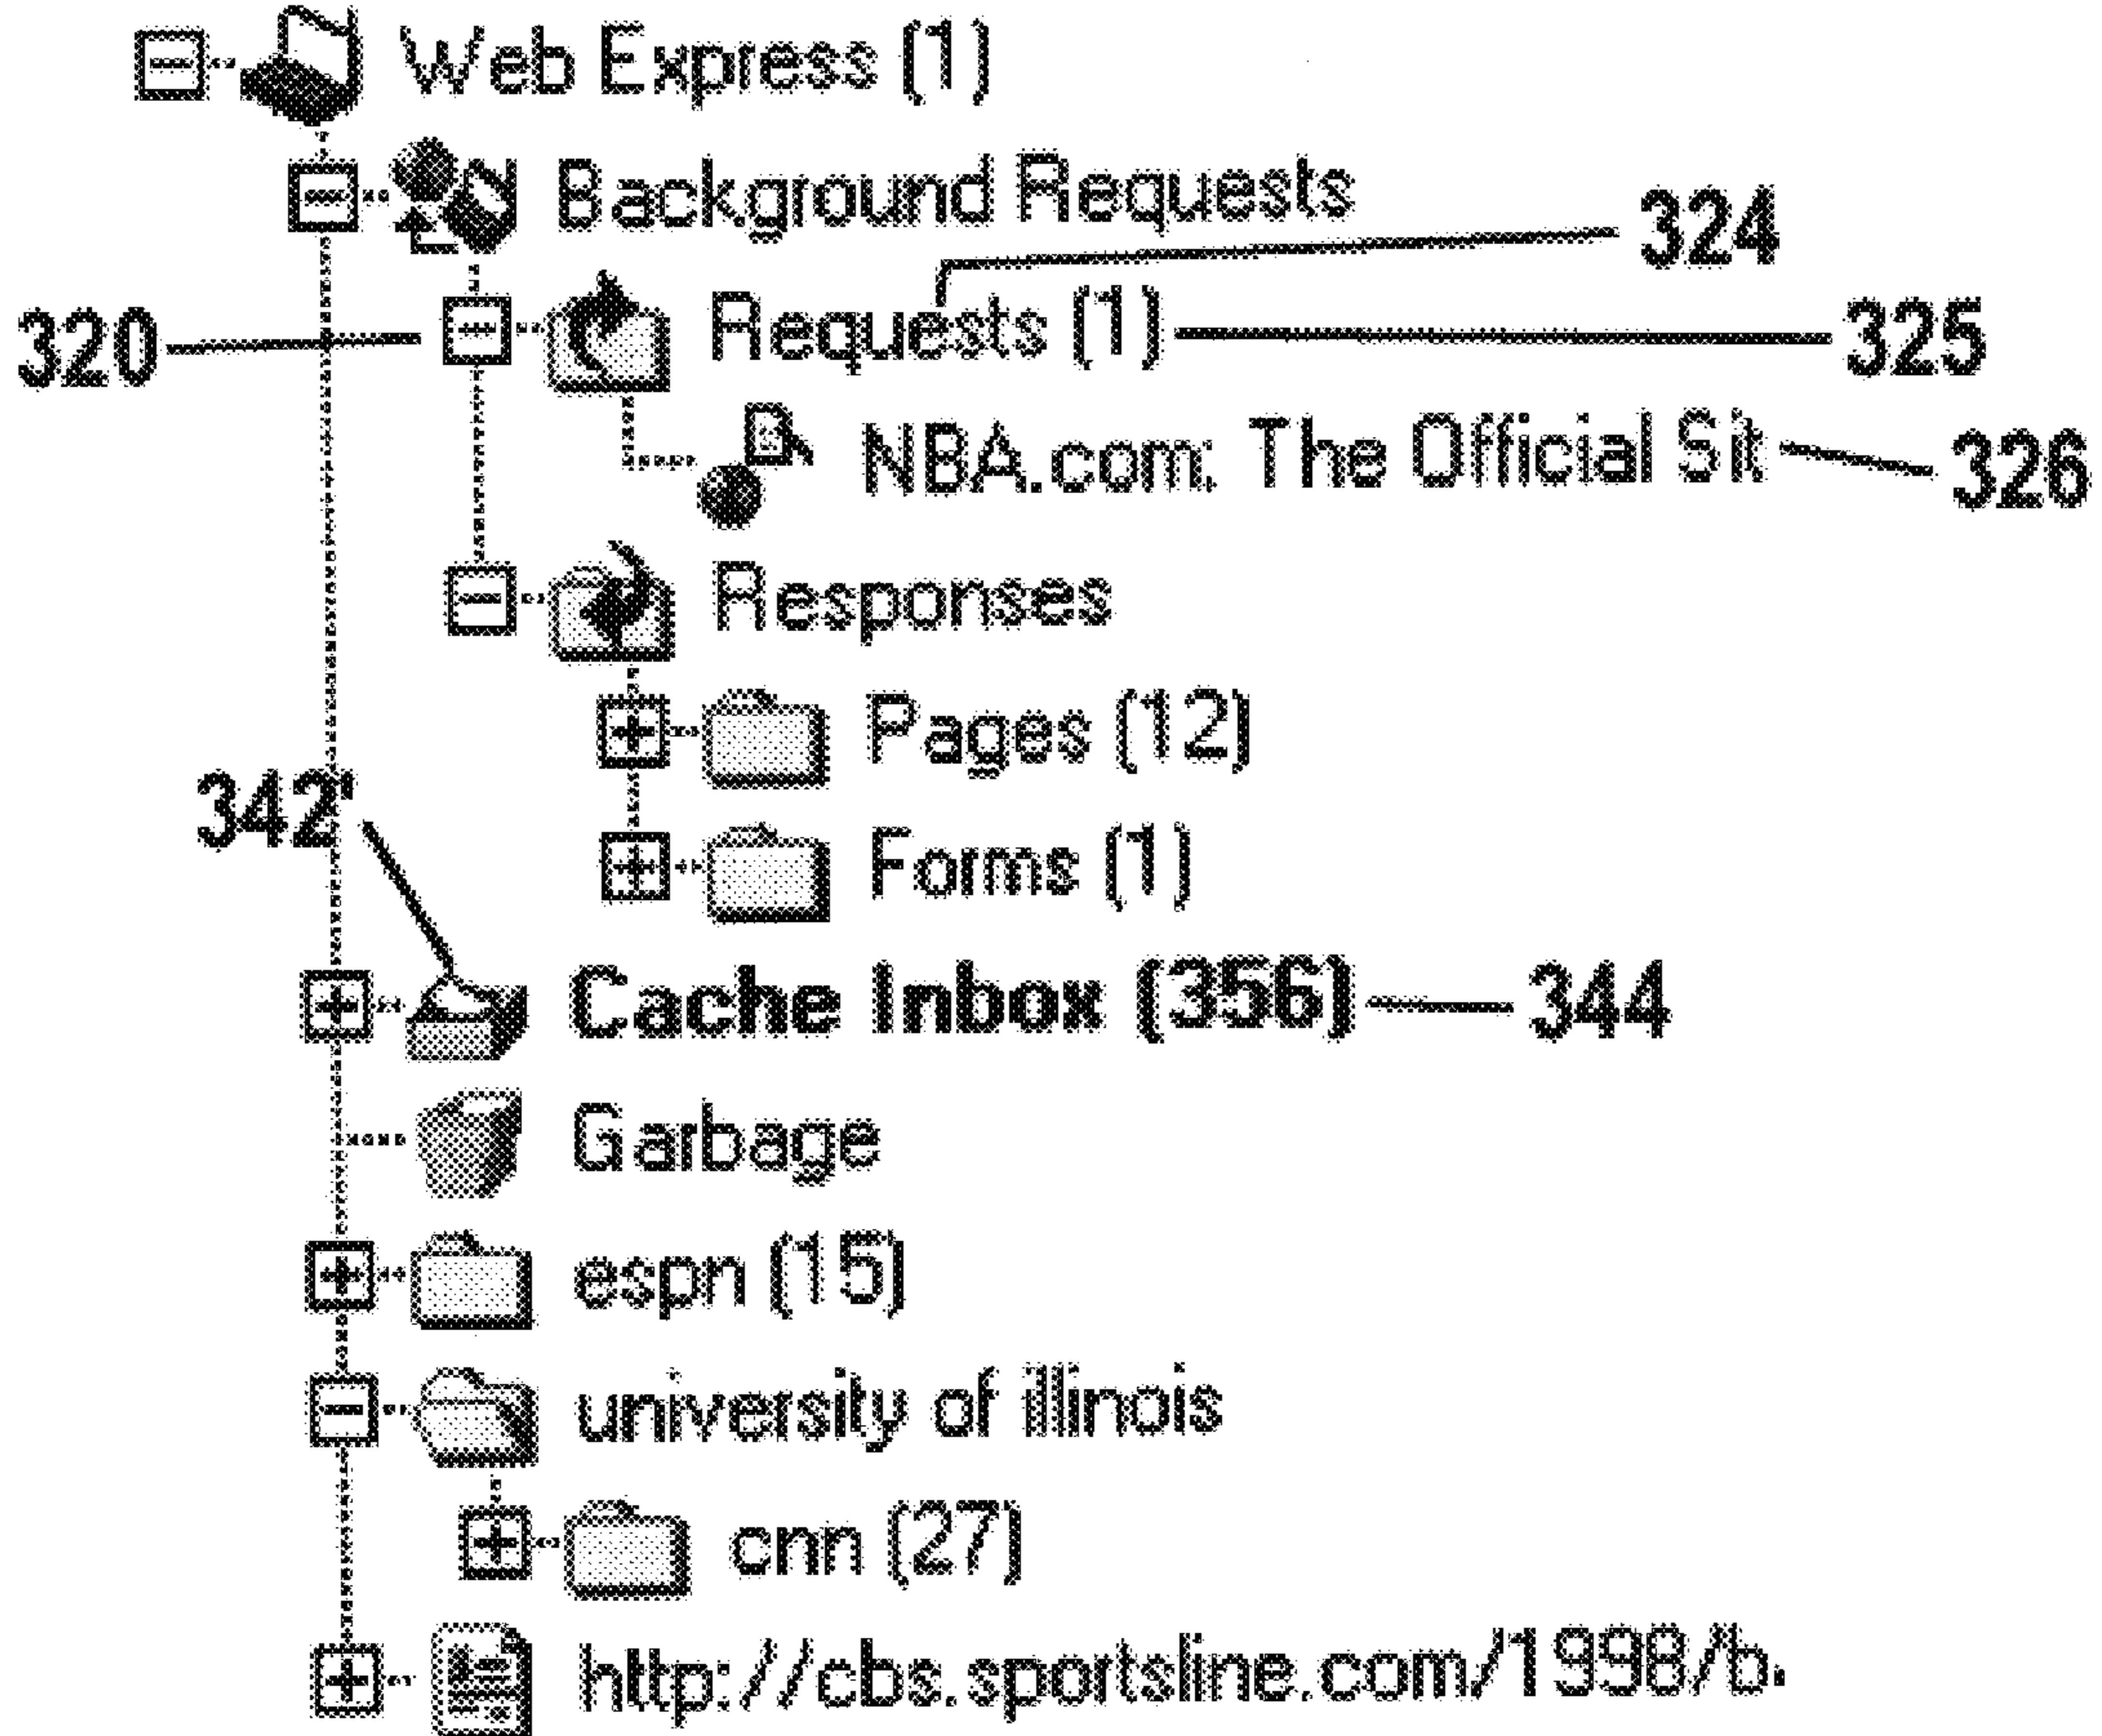 Web Express (1)
Background Requests
324
320
Requests (1)
325
NBA.com: The Official Sit
326
Responses
Pages (12)
342'
Forms (1)
Cache Inbox (356)
344
Garbage
espn (15)
university of illinois
cnn (27)
http://cbs.sportsline.com/1998/b.